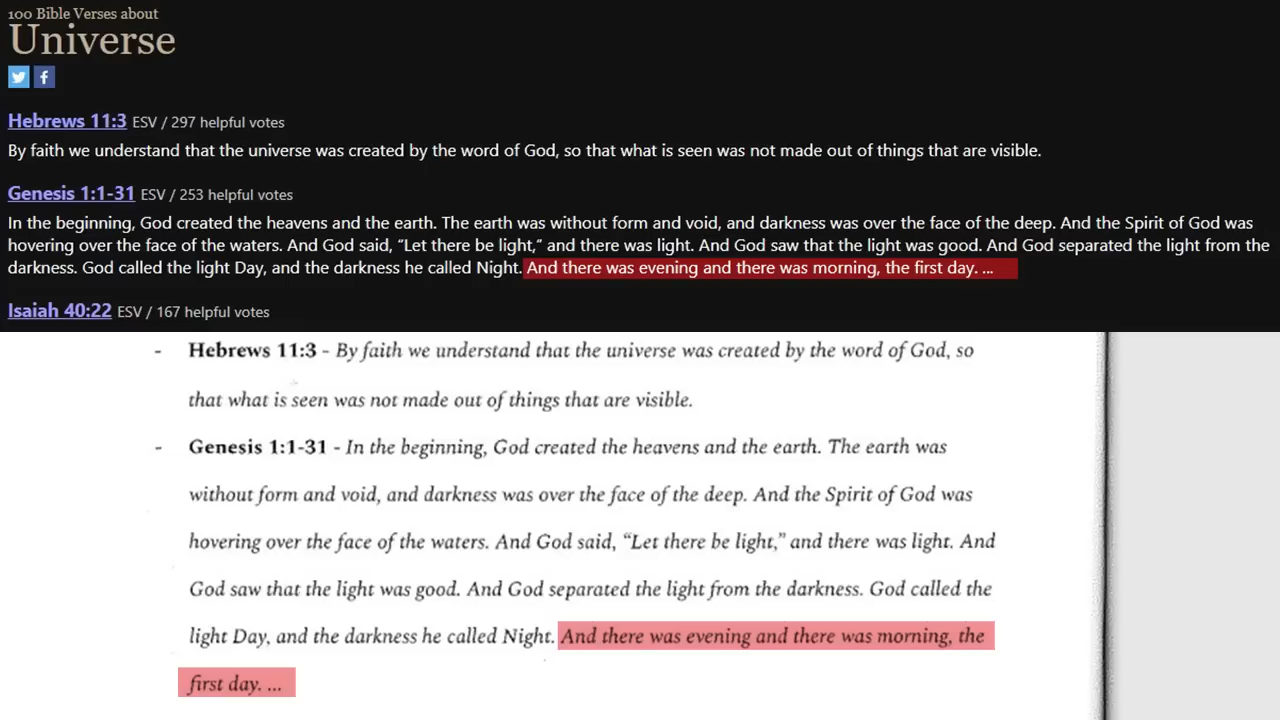 100 Bible Verses about
Universe
Hebrews 11:3 ESV / 297 helpful votes
By faith we understand that the universe was created by the word of God, so that what is seen was not made out of things that are visible.
Genesis 1:1-31 ESV / 253 helpful votes
In the beginning, God created the heavens and the earth. The earth was without form and void, and darkness was over the face of the deep. And the Spirit of God was
hovering over the face of the waters. And God said, “Let there be light,” and there was light. And God saw that the light was good. And God separated the light from the
darkness. God called the light Day, and the darkness he called Night. And there was evening and there was morning, the first day. ...
Isaiah 40:22 ESV / 167 helpful votes
- Hebrews 11:3 - By faith we understand that the universe was created by the word of God, so
that what is seen was not made out of things that are visible.
- Genesis 1:1-31 - In the beginning, God created the heavens and the earth. The earth was
without form and void, and darkness was over the face of the deep. And the Spirit of God was
hovering over the face of the waters. And God said, “Let there be light,” and there was light. And
God saw that the light was good. And God separated the light from the darkness. God called the
light Day, and the darkness he called Night. And there was evening and there was morning, the
first day. ...